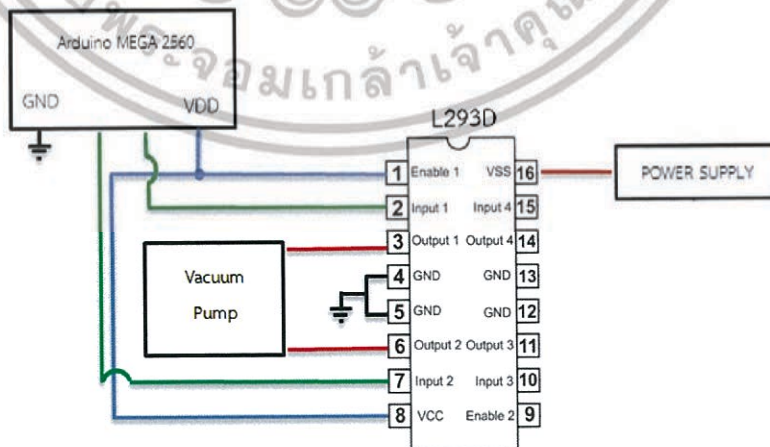 พระจอมเกล้าเจ้าคุณ
Arduino MEGA 2560
GND
VDD
L293D
1 Enable 1 VSS 16
POWER SUPPLY
2 Input 1 Input 4 15
3 Output 1 Output 4 14
Vacuum
Pump
4 GND GND 13
5 GND GND 12
6 Output 2 Output 3 11
7 Input 2 Input 3 10
8 VCC Enable 2 9